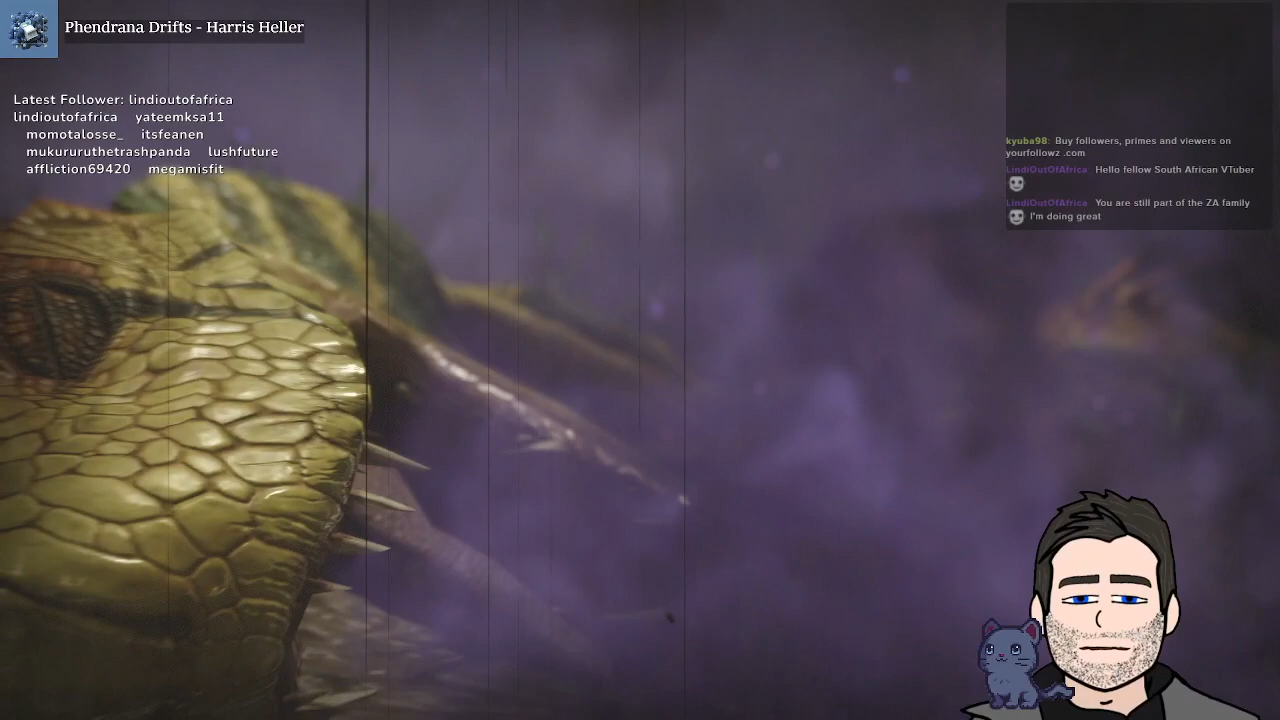 Phendrana Drifts - Harris Heller
Latest Follower: lindioutofafrica
lindioutofafrica yateemksa11
momotalosse_ itsfeanen
mukururuthetrashpanda lushfuture
affliction69420 megamisfit
kyuba98: Buy followers, primes and viewers on
yourfollowz .com
LindiOutOfAfrica Hello fellow South African VTuber
LindiOutOfAfrica You are still part of the ZA family
I'm doing great